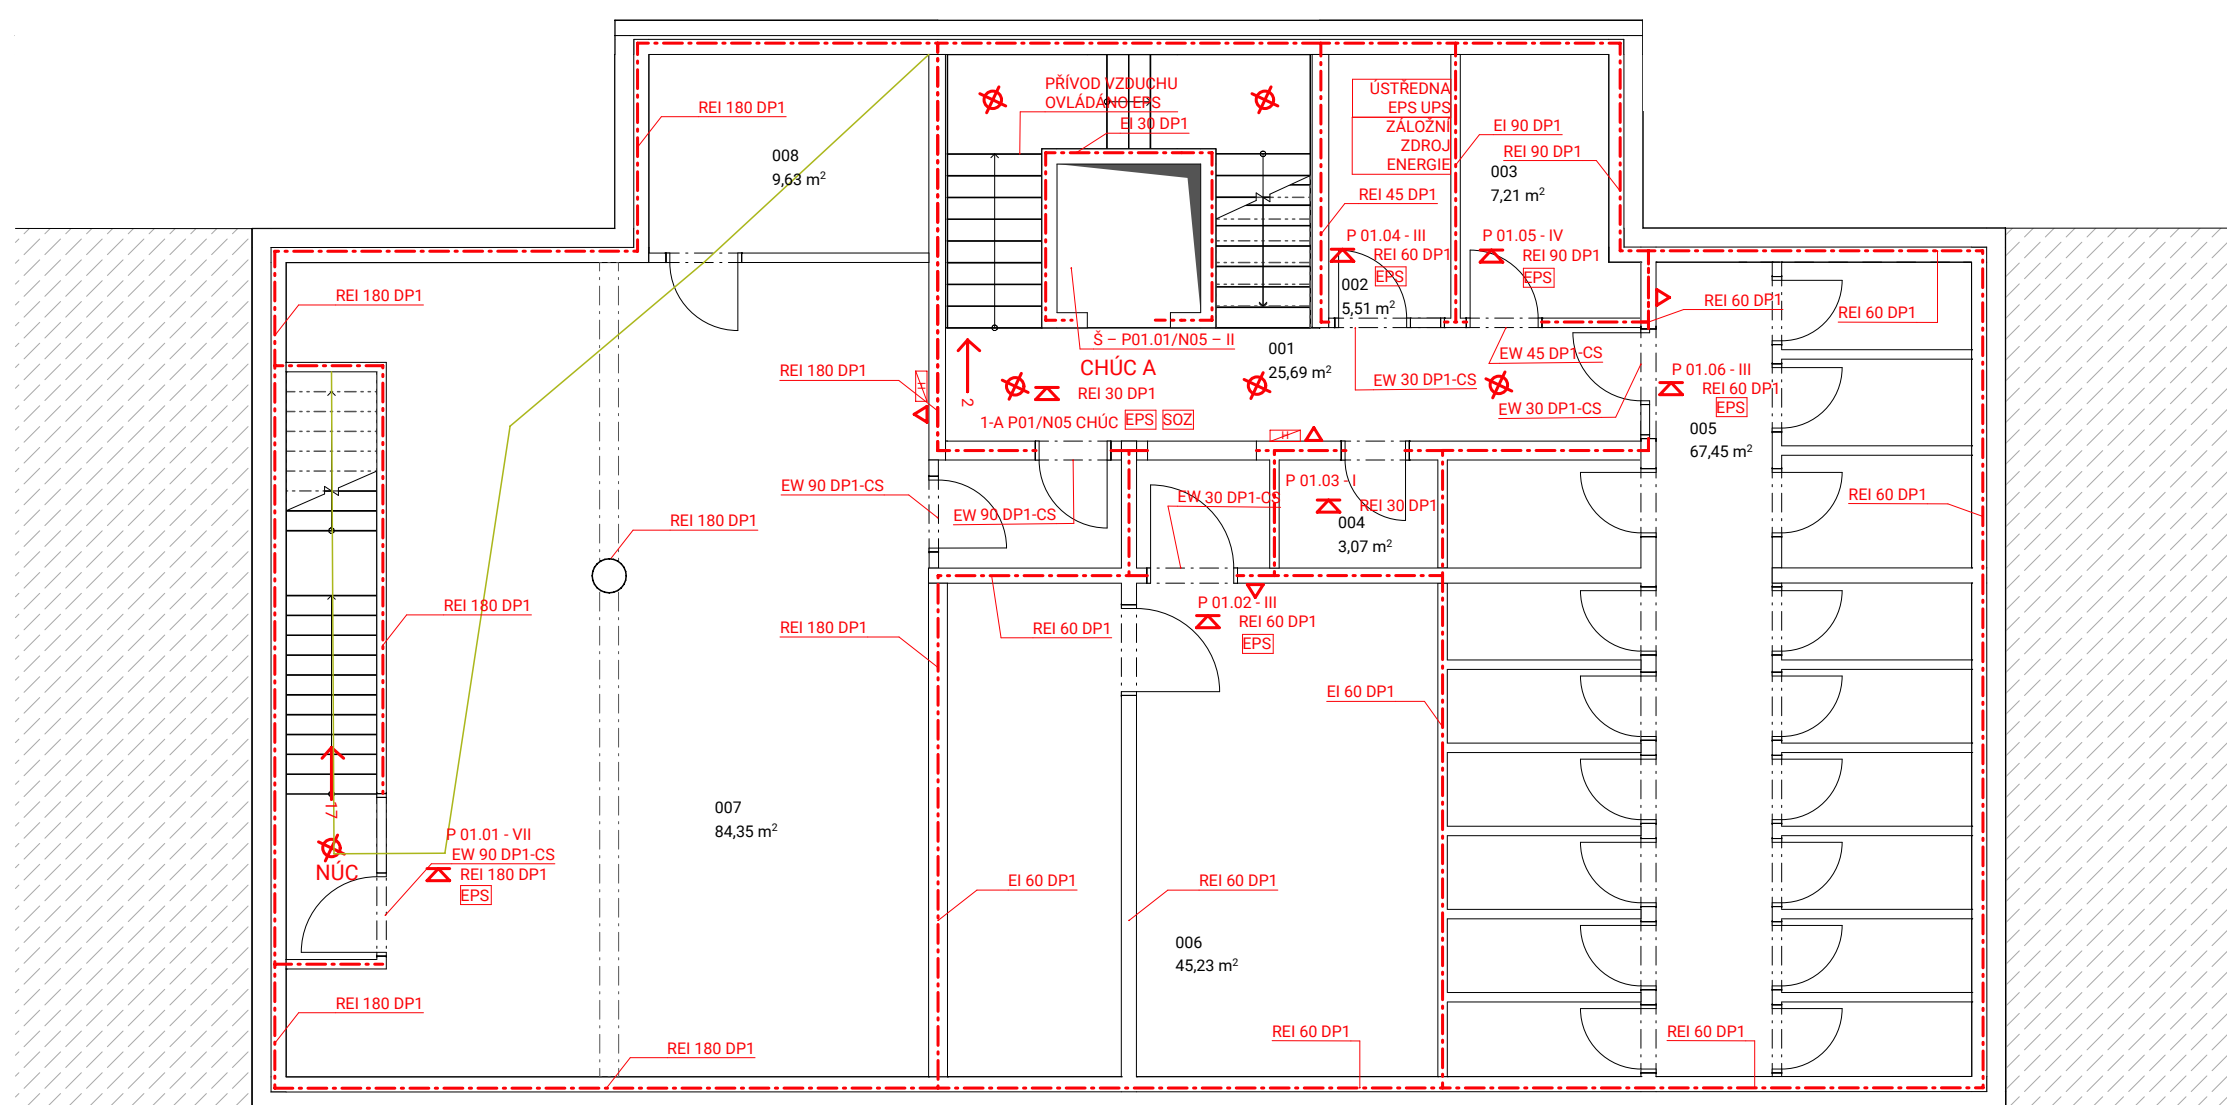 PŘÍVOD VZDUCHU
OVLÁDÁNO EPS
EI 30 DP1
REI 180 DP1
008
9,63 m²
ÚSTŘEDNA
EPS UPS
ZÁLOŽNÍ
ZDROJ
ENERGIE
EI 90 DP1
REI 90 DP1
003
7,21 m²
REI 45 DP1
P 01.04 - III
REI 60 DP1
EPS
002
5,51 m²
P 01.05 - IV
REI 90 DP1
EPS
REI 180 DP1
REI 60 DP1
REI 60 DP1
Š – P01.01/N05 – II
CHÚC A
REI 30 DP1
1-A P01/N05 CHÚC
EPS
SOZ
2
001
25,69 m²
EW 45 DP1-CS
EW 30 DP1-CS
EW 30 DP1-CS
P 01.06 - III
REI 60 DP1
EPS
005
67,45 m²
REI 180 DP1
H
H
EW 90 DP1-CS
EW 90 DP1-CS
EW 30 DP1-CS
P 01.03 - I
REI 30 DP1
004
3,07 m²
REI 60 DP1
REI 180 DP1
REI 180 DP1
REI 180 DP1
REI 60 DP1
P 01.02 - III
REI 60 DP1
EPS
EI 60 DP1
17
NÚC
P 01.01 - VII
EW 90 DP1-CS
REI 180 DP1
EPS
007
84,35 m²
EI 60 DP1
REI 60 DP1
006
45,23 m²
REI 180 DP1
REI 180 DP1
REI 60 DP1
REI 60 DP1